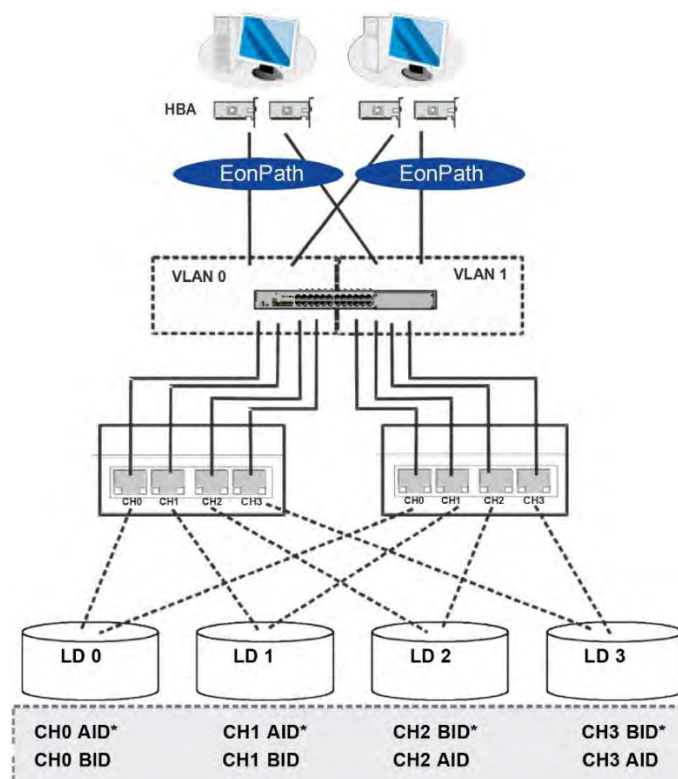 HBA
EonPath EonPath
VLAN 0 VLAN 1
CH0 CH1 CH2 CH3 CH0 CH1 CH2 CH3
LD 0 LD 1 LD 2 LD 3
CH0 AID* CH1 AID* CH2 BID* CH3 BID*
CH0 BID CH1 BID CH2 AID CH3 AID